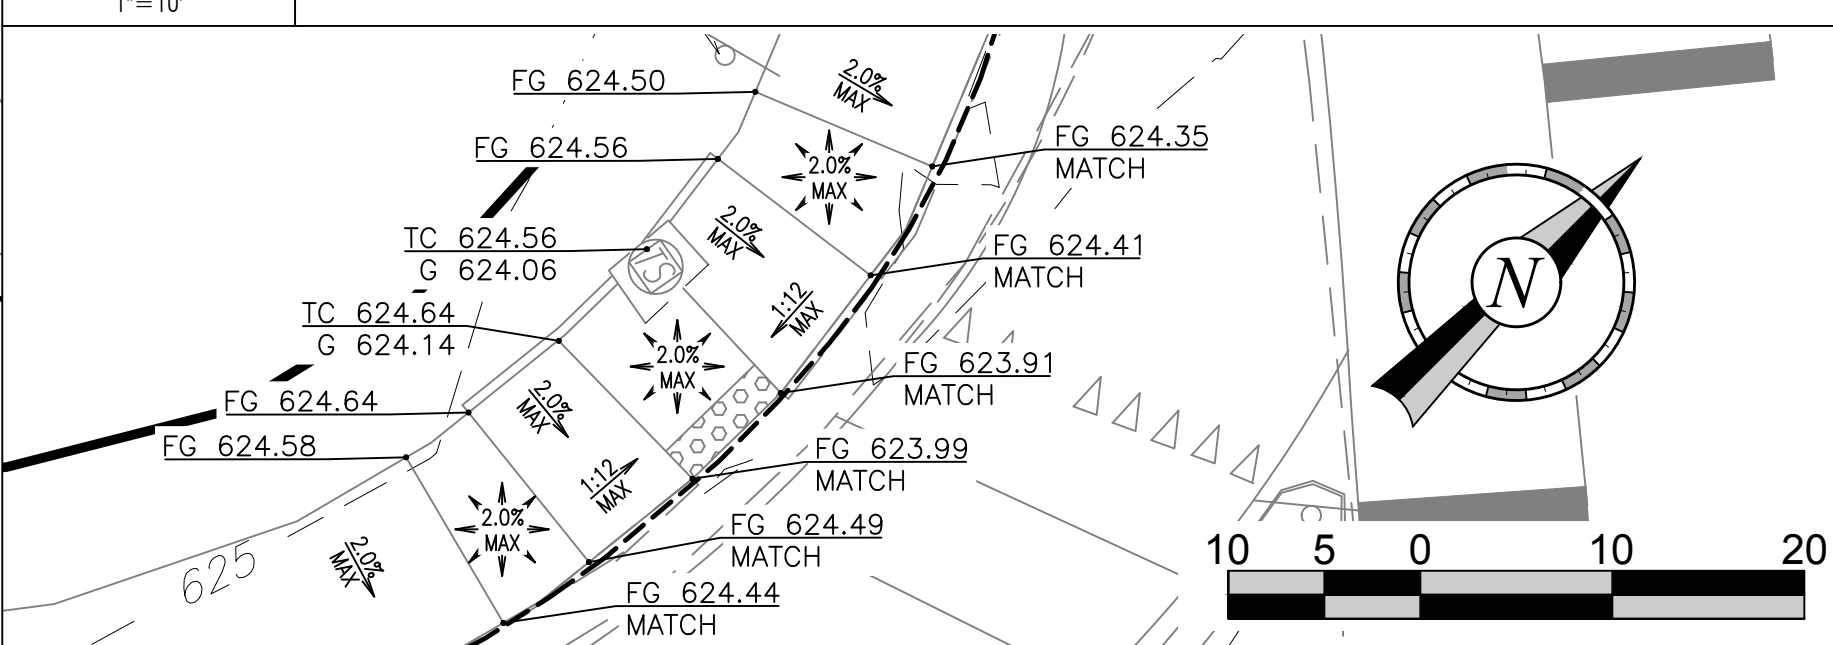 1"=10'
FG 624.50
2.0%
MAX
FG 624.56
FG 624.35
MATCH
2.0%
MAX
TC 624.56
G 624.06
2.0%
MAX
FG 624.41
MATCH
TS
N
1:12
MAX
TC 624.64
G 624.14
2.0%
MAX
FG 623.91
MATCH
FG 624.64
2.0%
MAX
FG 624.58
FG 623.99
MATCH
1:12
MAX
2.0%
MAX
FG 624.49
MATCH
625
2.0%
MAX
10 5 0 10 20
FG 624.44
MATCH